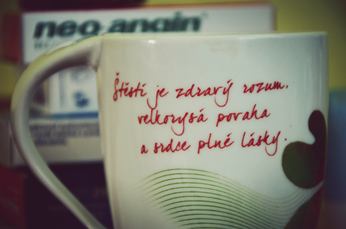 neo-angin
Štěstí je zdravý rozum,
velkorysá povaha
a srdce plné lásky.